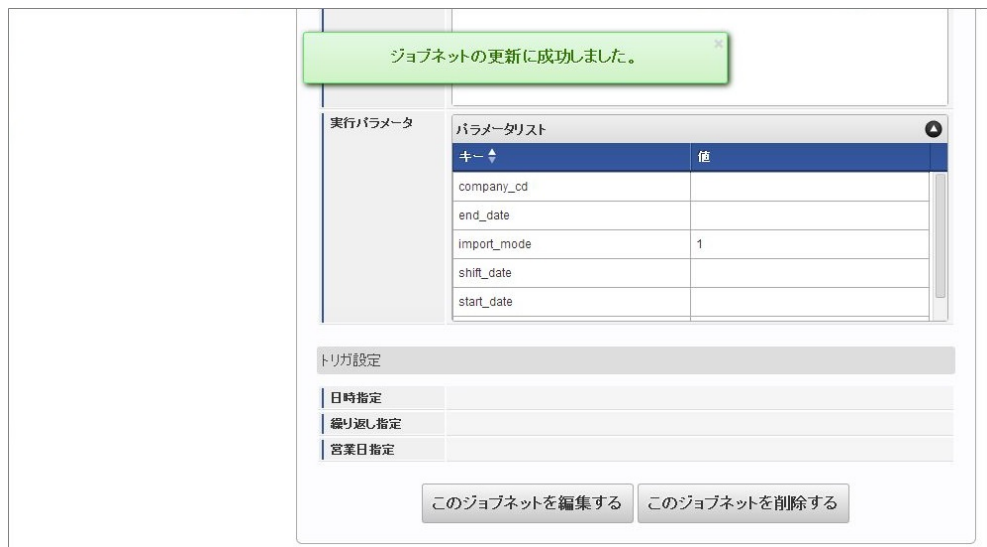 ジョブネットの更新に成功しました。
×
実行パラメータ
パラメータリスト
キー
値
company_cd
end_date
import_mode
1
shift_date
start_date
トリガ設定
日時指定
繰り返し指定
営業日指定
このジョブネットを編集する
このジョブネットを削除する